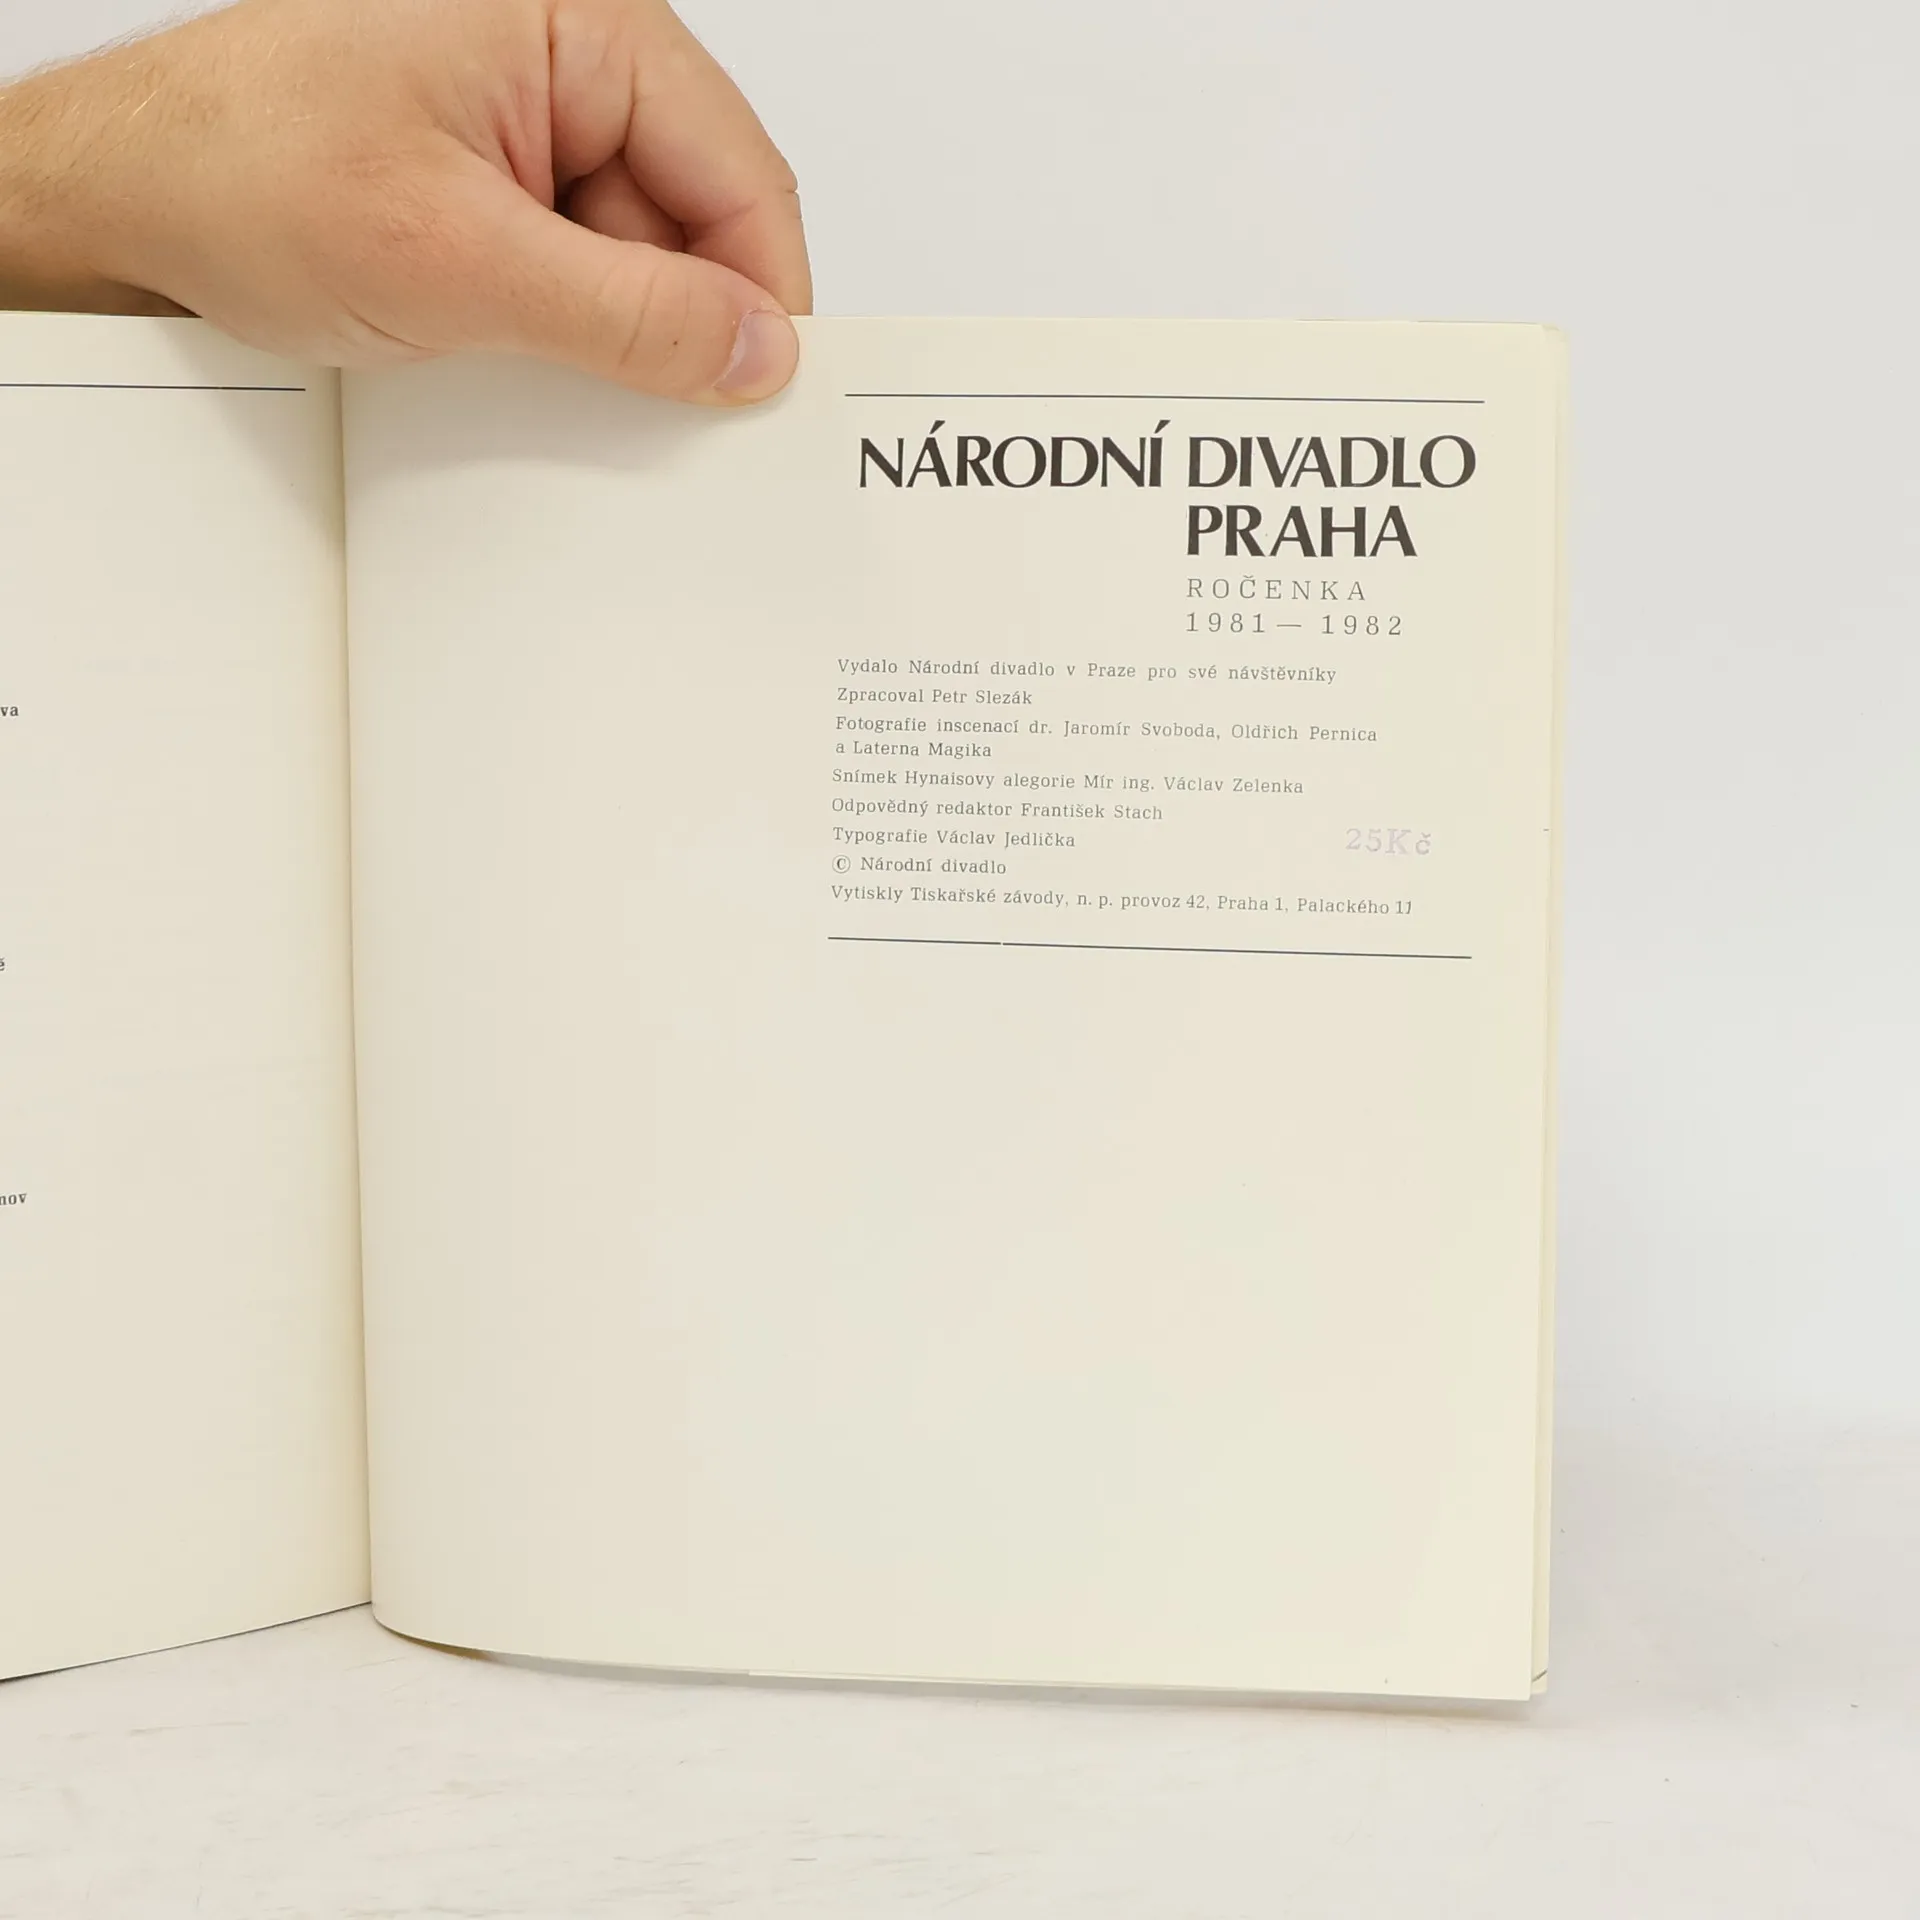 NÁRODNÍ DIVADLO
PRAHA
ROČENKA
1981 — 1982
Vydalo Národní divadlo v Praze pro své návštěvníky
Zpracoval Petr Slezák
Fotografie inscenací dr. Jaromír Svoboda, Oldřich Pernica
a Laterna Magika
Snímek Hynaisovy alegorie Mír ing. Václav Zelenka
Odpovědný redaktor František Stach
Typografie Václav Jedlička
25Kč
© Národní divadlo
Vytiskly Tiskařské závody, n. p. provoz 42, Praha 1, Palackého 11